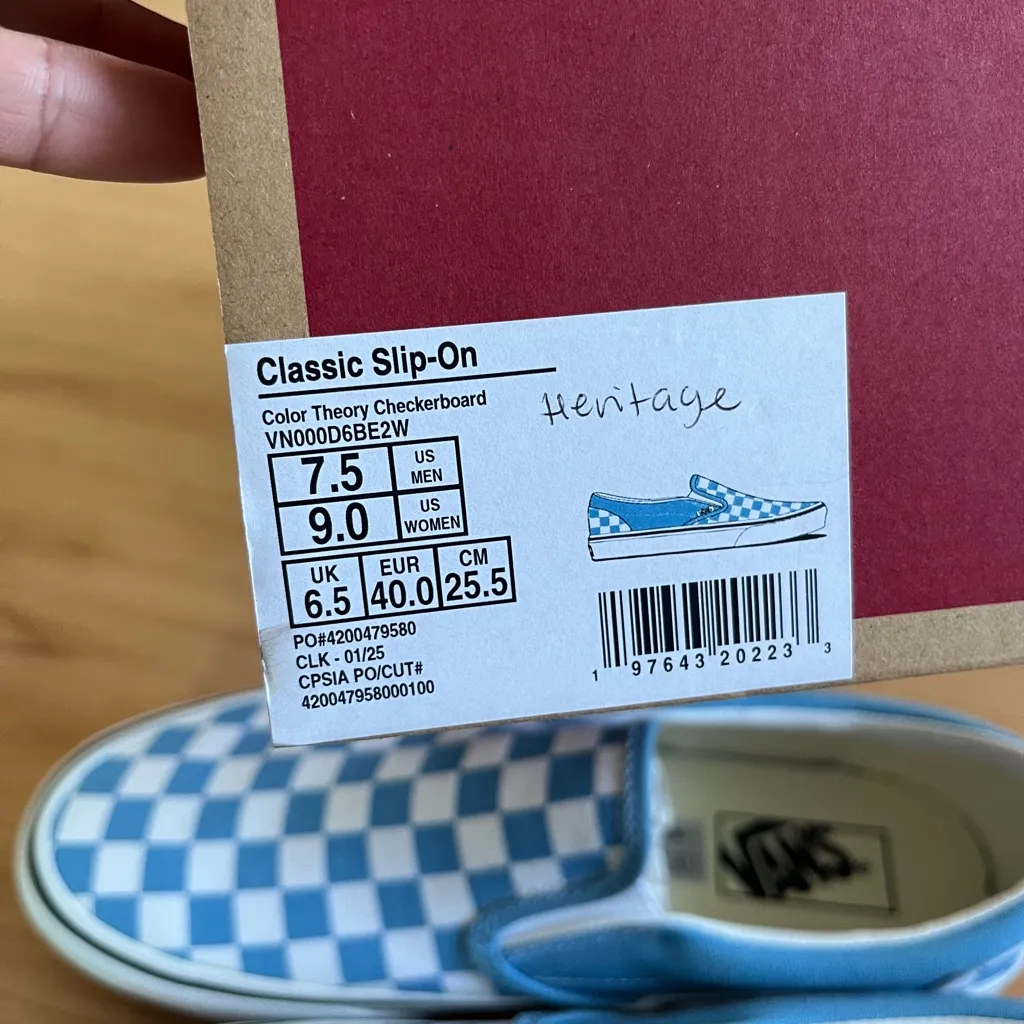 Classic Slip-On
Color Theory Checkerboard
Heritage
VN000D6BE2W
7.5 US MEN
9.0 US WOMEN
UK EUR CM
6.5 40.0 25.5
PO#4200479580
CLK - 01/25
CPSIA PO/CUT#
420047958000100
1 97643 20223 3
VANS